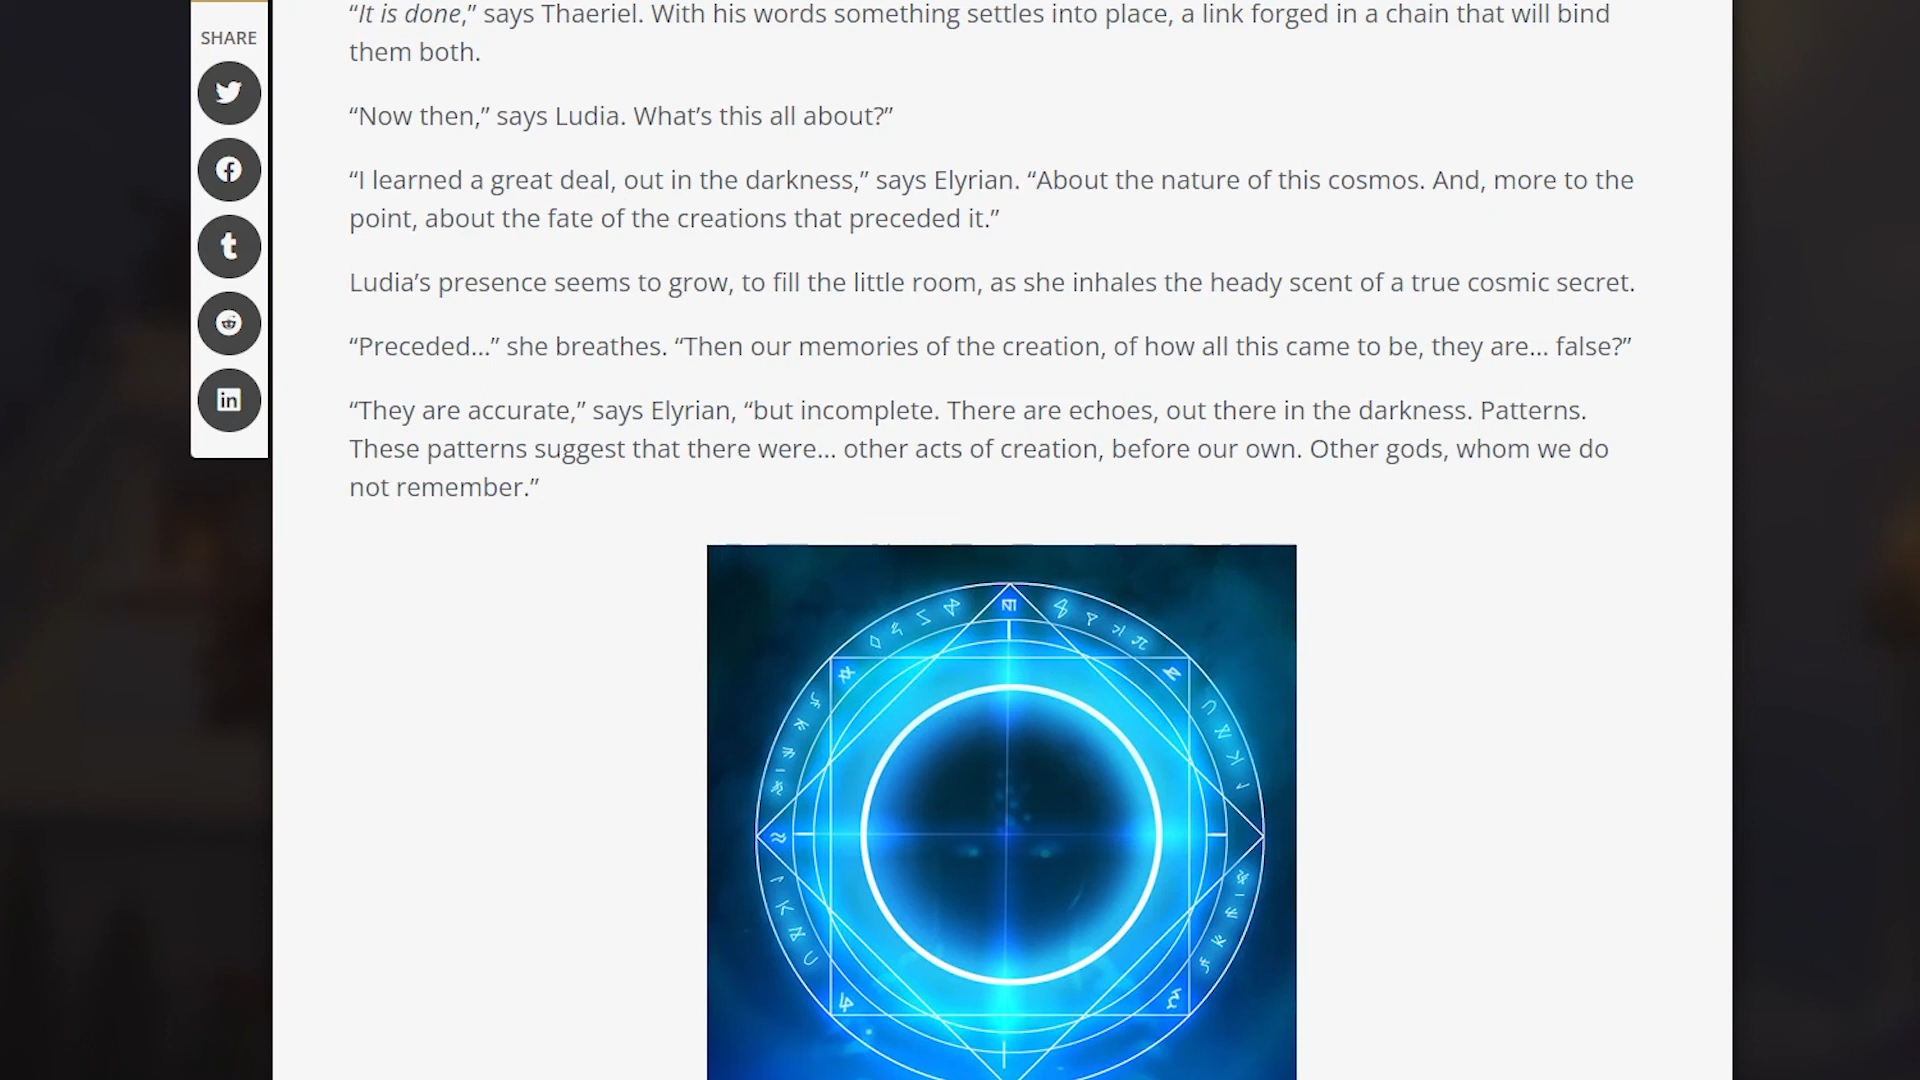 “It is done,” says Thaeriel. With his words something settles into place, a link forged in a chain that will bind
them both.
SHARE
“Now then,” says Ludia. What’s this all about?”
“I learned a great deal, out in the darkness,” says Elyrian. “About the nature of this cosmos. And, more to the
point, about the fate of the creations that preceded it.”
Ludia’s presence seems to grow, to fill the little room, as she inhales the heady scent of a true cosmic secret.
“Preceded…” she breathes. “Then our memories of the creation, of how all this came to be, they are… false?”
“They are accurate,” says Elyrian, “but incomplete. There are echoes, out there in the darkness. Patterns.
These patterns suggest that there were… other acts of creation, before our own. Other gods, whom we do
not remember.”